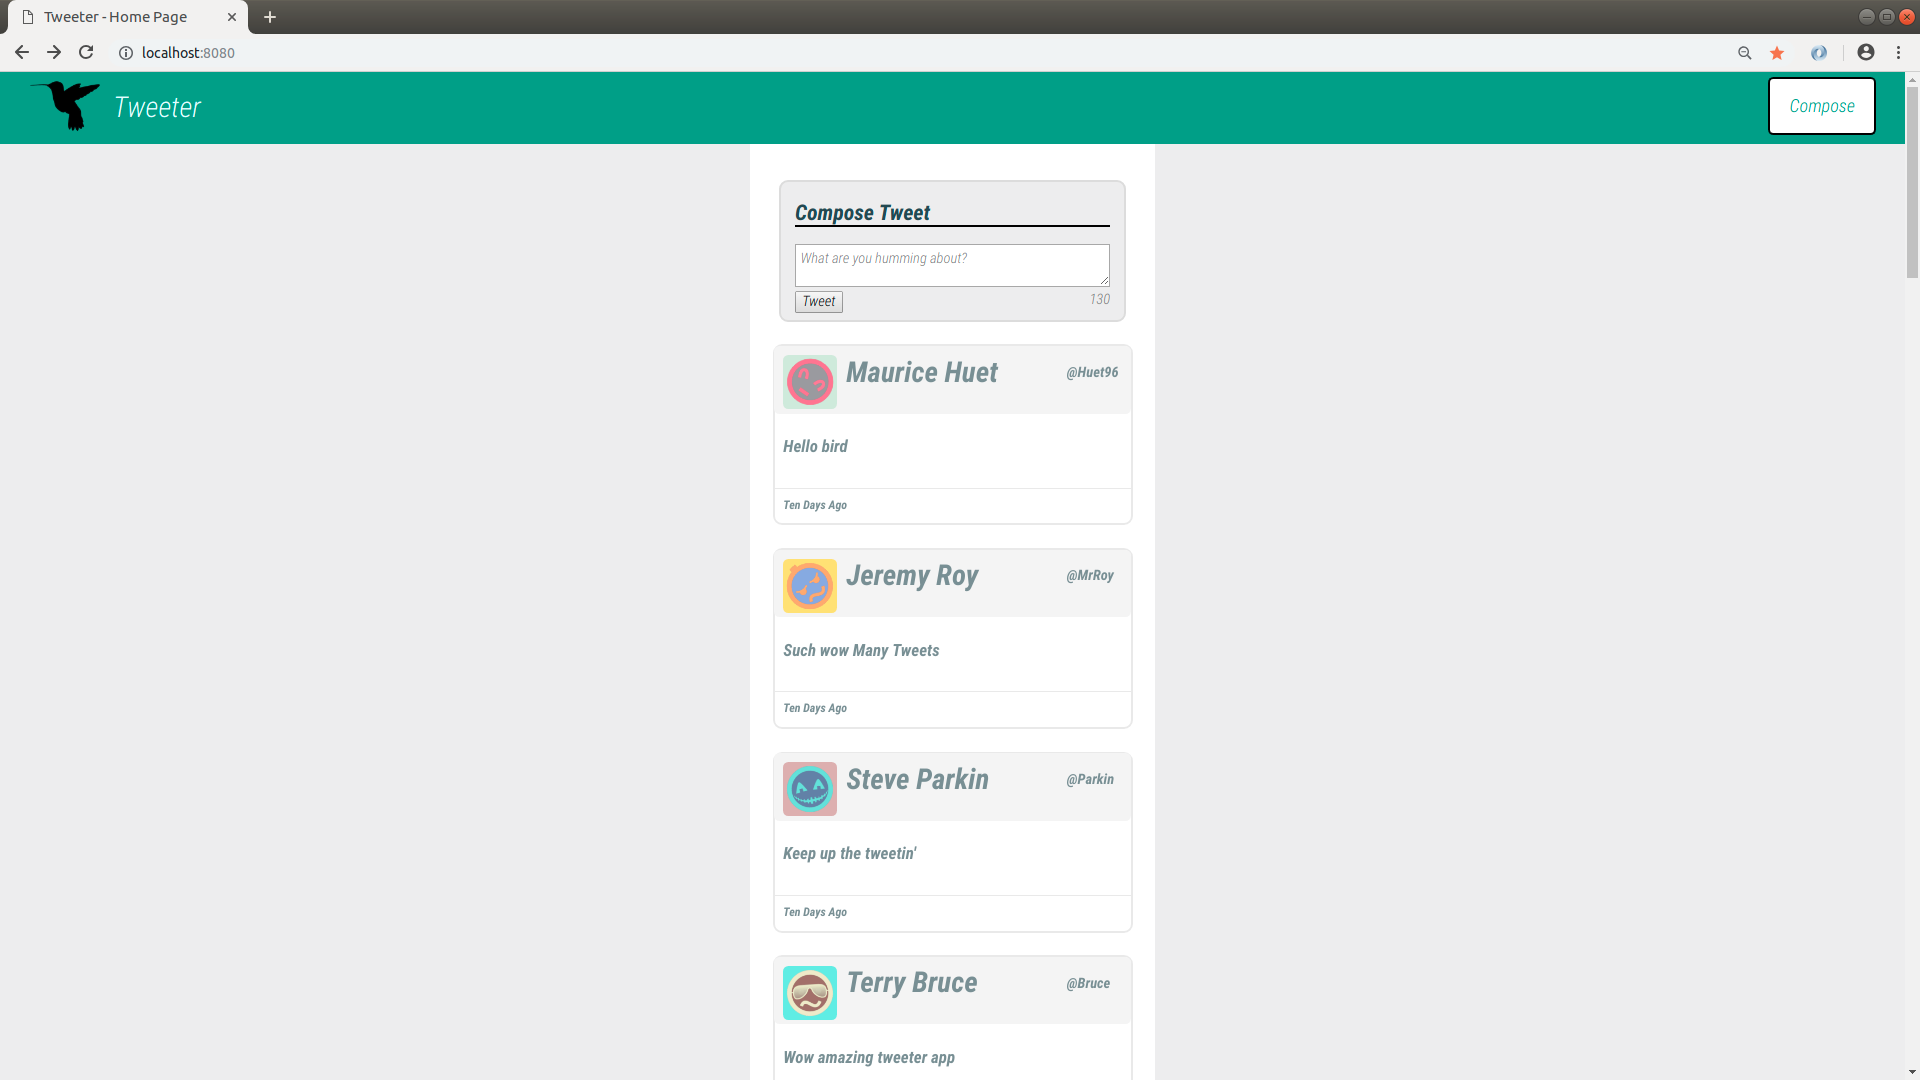 Tweeter - Home Page
localhost:8080
Tweeter
Compose
Compose Tweet
What are you humming about?
Tweet
130
Maurice Huet
@Huet96
Hello bird
Ten Days Ago
Jeremy Roy
@MrRoy
Such wow Many Tweets
Ten Days Ago
Steve Parkin
@Parkin
Keep up the tweetin'
Ten Days Ago
Terry Bruce
@Bruce
Wow amazing tweeter app